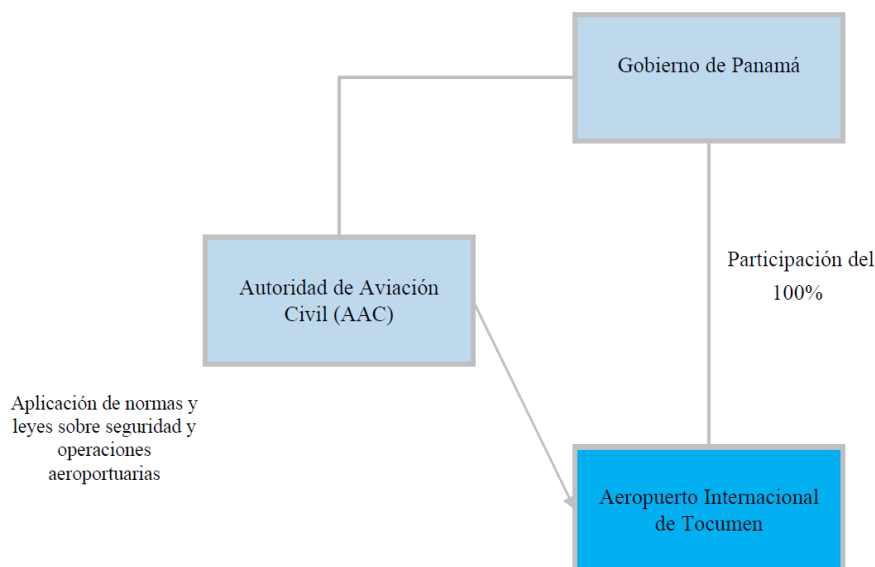 Gobierno de Panamá
Autoridad de Aviación
Civil (AAC)
Participación del
100%
Aplicación de normas y
leyes sobre seguridad y
operaciones
aeroportuarias
Aeropuerto Internacional
de Tocumen